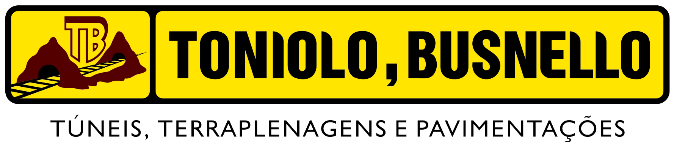 TB
TONIOLO, BUSNELLO
TÚNEIS, TERRAPLENAGENS E PAVIMENTAÇÕES